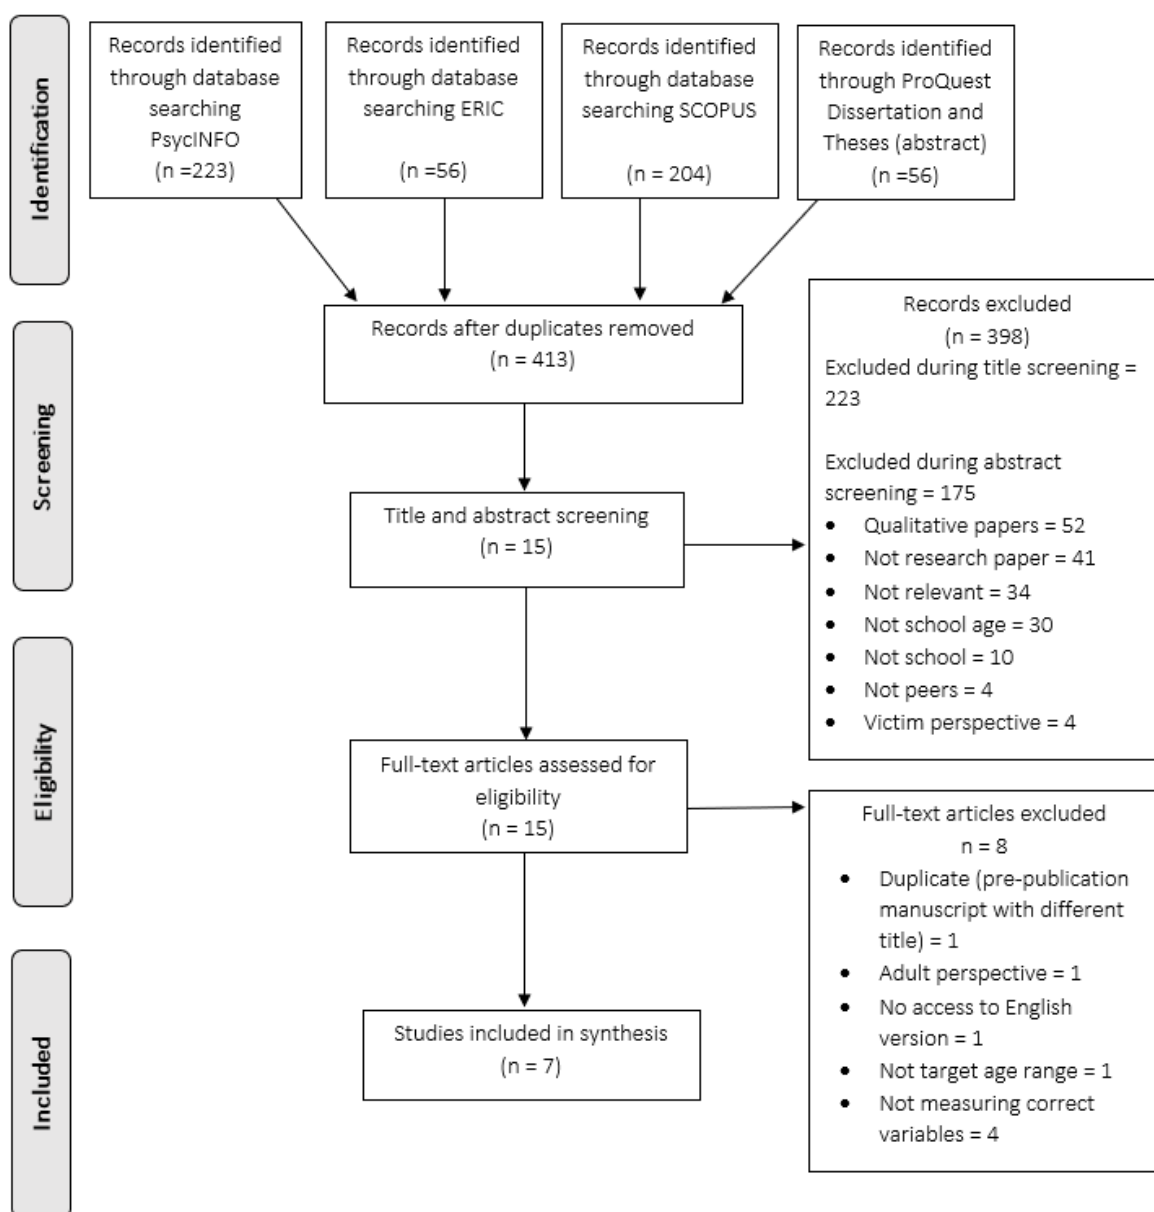 Identification
Records identified
through database
searching
PsycINFO
(n =223)
Records identified
through database
searching ERIC
(n =56)
Records identified
through database
searching SCOPUS
(n = 204)
Records identified
through ProQuest
Dissertation and
Theses (abstract)
(n =56)
Screening
Records after duplicates removed
(n = 413)
Records excluded
(n = 398)
Excluded during title screening =
223
Excluded during abstract
screening = 175
• Qualitative papers = 52
• Not research paper = 41
• Not relevant = 34
• Not school age = 30
• Not school = 10
• Not peers = 4
• Victim perspective = 4
Title and abstract screening
(n = 15)
Eligibility
Full-text articles assessed for
eligibility
(n = 15)
Full-text articles excluded
n = 8
• Duplicate (pre-publication
manuscript with different
title) = 1
• Adult perspective = 1
• No access to English
version = 1
• Not target age range = 1
• Not measuring correct
variables = 4
Included
Studies included in synthesis
(n = 7)